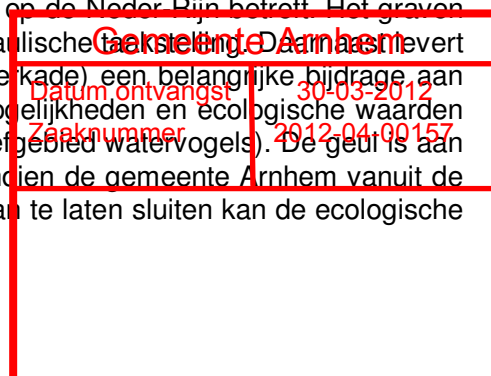 op de Neder-Rijn betreft. Het graven
Gemeente Arnhem
aulische taakstelling. Daarnaast levert
erkade) een belangrijke bijdrage aan
Datum ontvangst 30-03-2012
ogelijkheden en ecologische waarden
Zaaknummer 2012-04-00157
efgebied watervogels). De geul is aan
ndien de gemeente Arnhem vanuit de
an te laten sluiten kan de ecologische